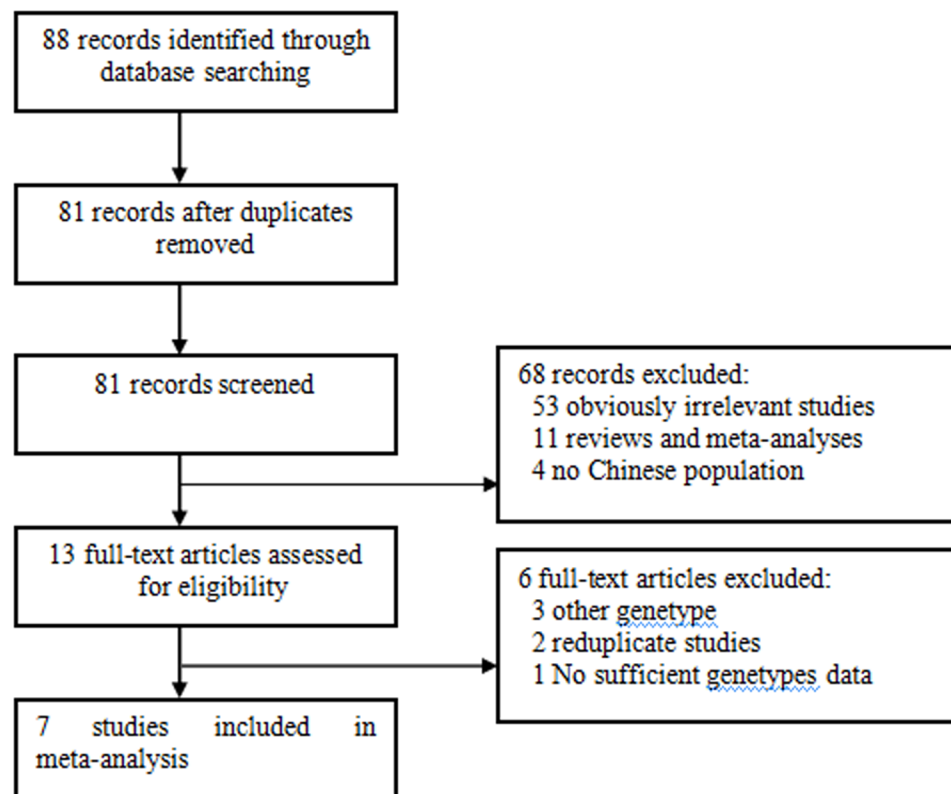 88 records identified through
database searching
81 records after duplicates
removed
81 records screened
68 records excluded:
53 obviously irrelevant studies
11 reviews and meta-analyses
4 no Chinese population
13 full-text articles assessed
for eligibility
6 full-text articles excluded:
3 other genetype
2 reduplicate studies
1 No sufficient genetypes data
7 studies included in
meta-analysis